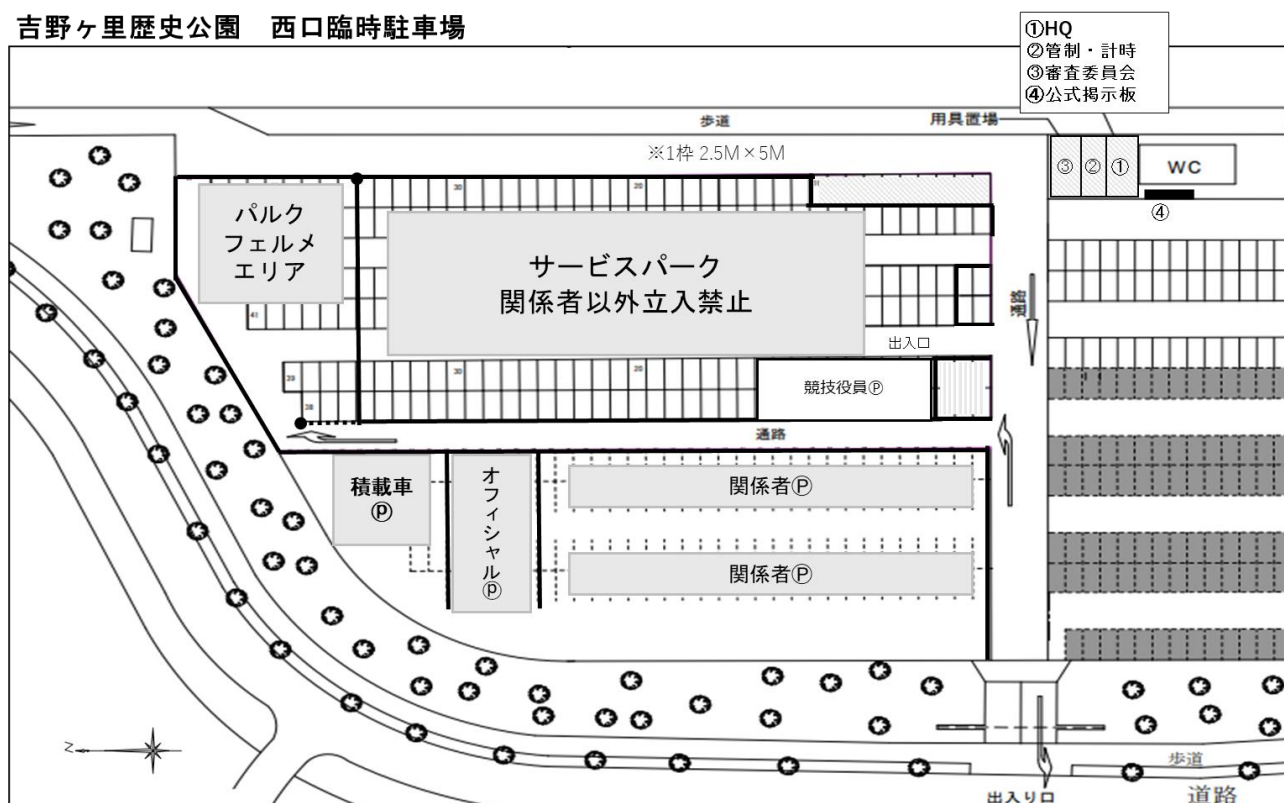 吉野ヶ里歴史公園　西口臨時駐車場
①HQ
②管制・計時
③審査委員会
④公式掲示板
歩道
用具置場
※1枠 2.5M×5M
③
②
①
WC
④
30
20
パルク
フェルメ
エリア
サービスパーク
関係者以外立入禁止
通路
41
出入口
39
30
20
競技役員Ⓟ
38
通路
積載車
Ⓟ
オフィシャルⓅ
関係者Ⓟ
関係者Ⓟ
Z
歩道
出入り口
道路